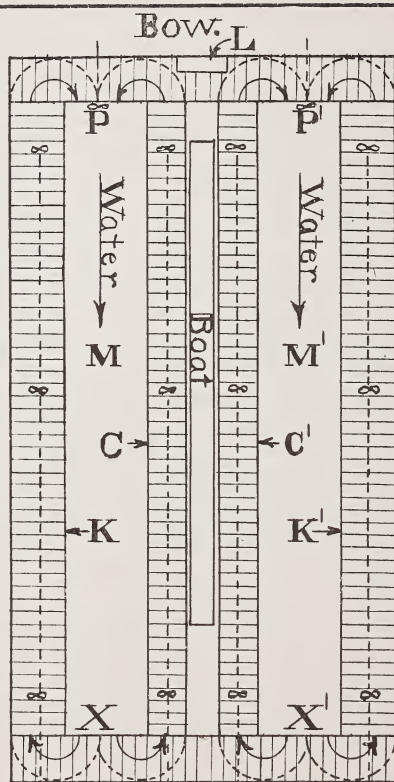 Bow. L
P P'
Water Water
M M'
Boat
C C'
K K'
X X'